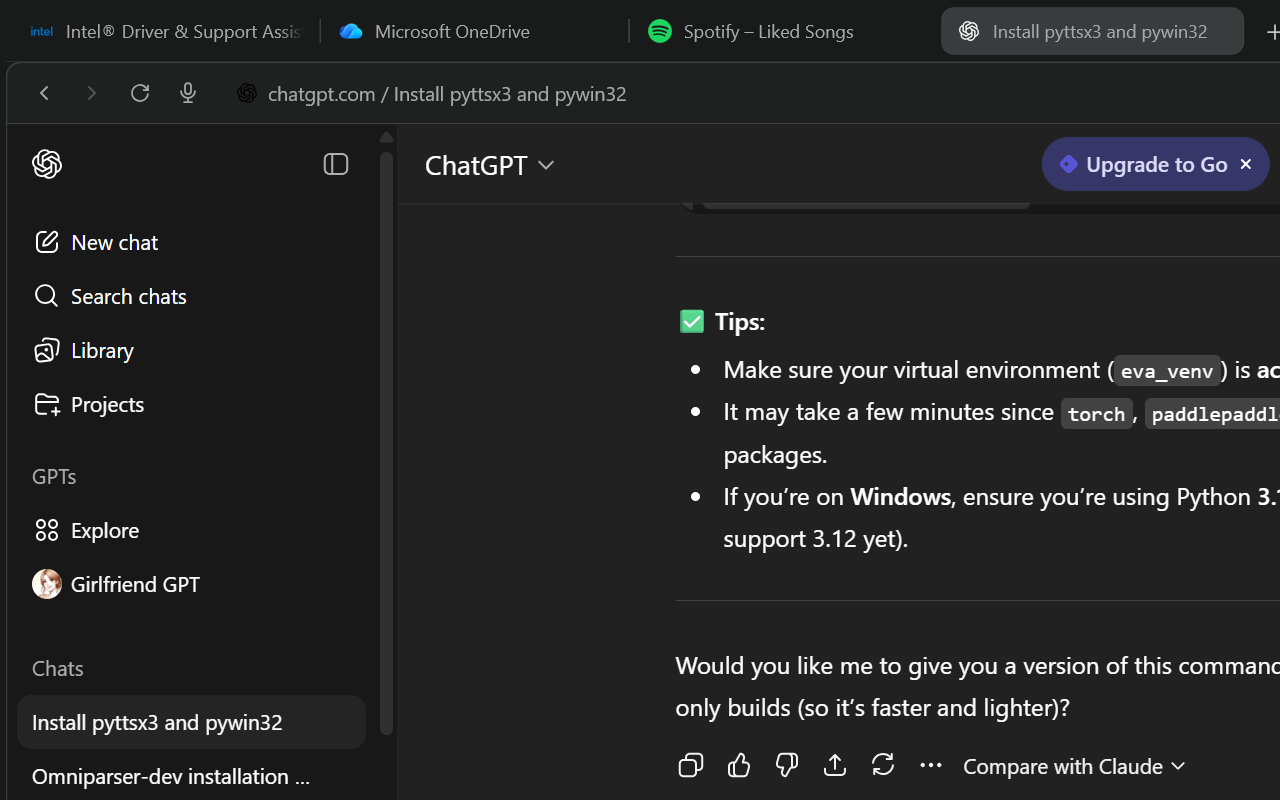 intel Intel® Driver & Support Assis
Microsoft OneDrive
Spotify – Liked Songs
Install pyttsx3 and pywin32
chatgpt.com / Install pyttsx3 and pywin32
ChatGPT
Upgrade to Go
New chat
Search chats
Library
Projects
GPTs
Explore
Girlfriend GPT
Chats
Install pyttsx3 and pywin32
Omniparser-dev installation ...
Tips:
Make sure your virtual environment (eva_venv) is ac
It may take a few minutes since torch, paddlepaddl
packages.
If you’re on Windows, ensure you’re using Python 3.1
support 3.12 yet).
Would you like me to give you a version of this command
only builds (so it’s faster and lighter)?
Compare with Claude